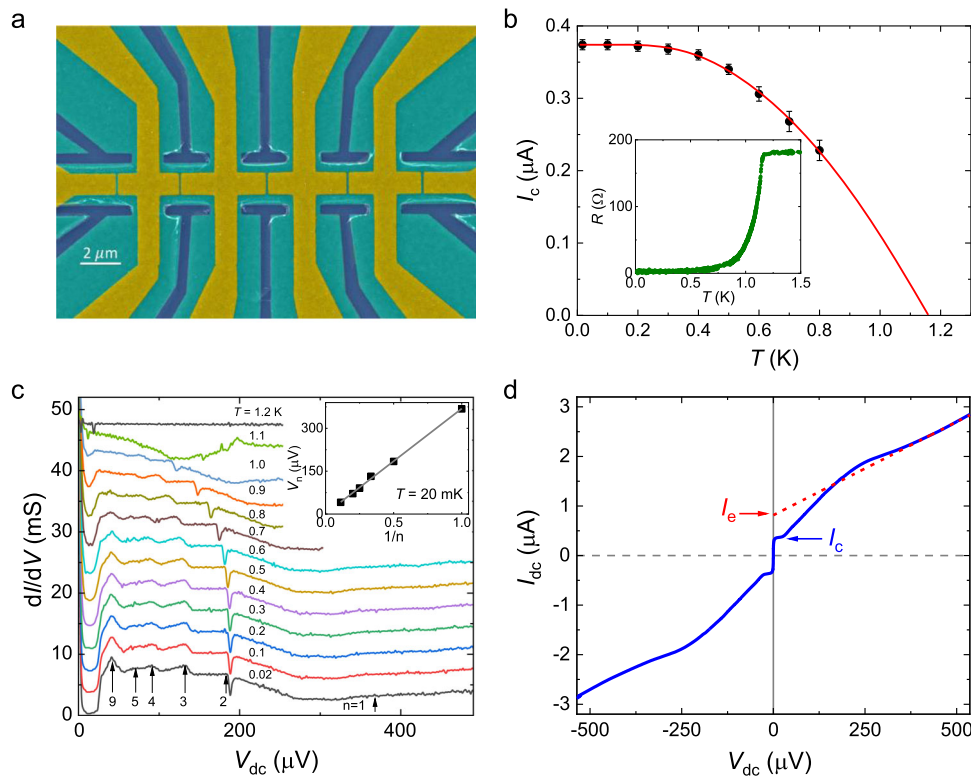 a
2 μm
b
0.4
0.3
0.2
0.1
0.0
I_c (μA)
0.0 0.2 0.4 0.6 0.8 1.0 1.2
T (K)
200
100
0
R (Ω)
0.0 0.5 1.0 1.5
T (K)
c
50
40
30
20
10
0
dI/dV (mS)
0 100 200 300 400
V_dc (μV)
T = 1.2 K
1.1
1.0
0.9
0.8
0.7
0.6
0.5
0.4
0.3
0.2
0.1
0.02
9 5 4 3 2 n=1
300
150
0
V_n (μV)
0.0 0.5 1.0
1/n
T = 20 mK
d
3
2
1
0
-1
-2
-3
I_dc (μA)
I_e
I_c
-500 -250 0 250 500
V_dc (μV)